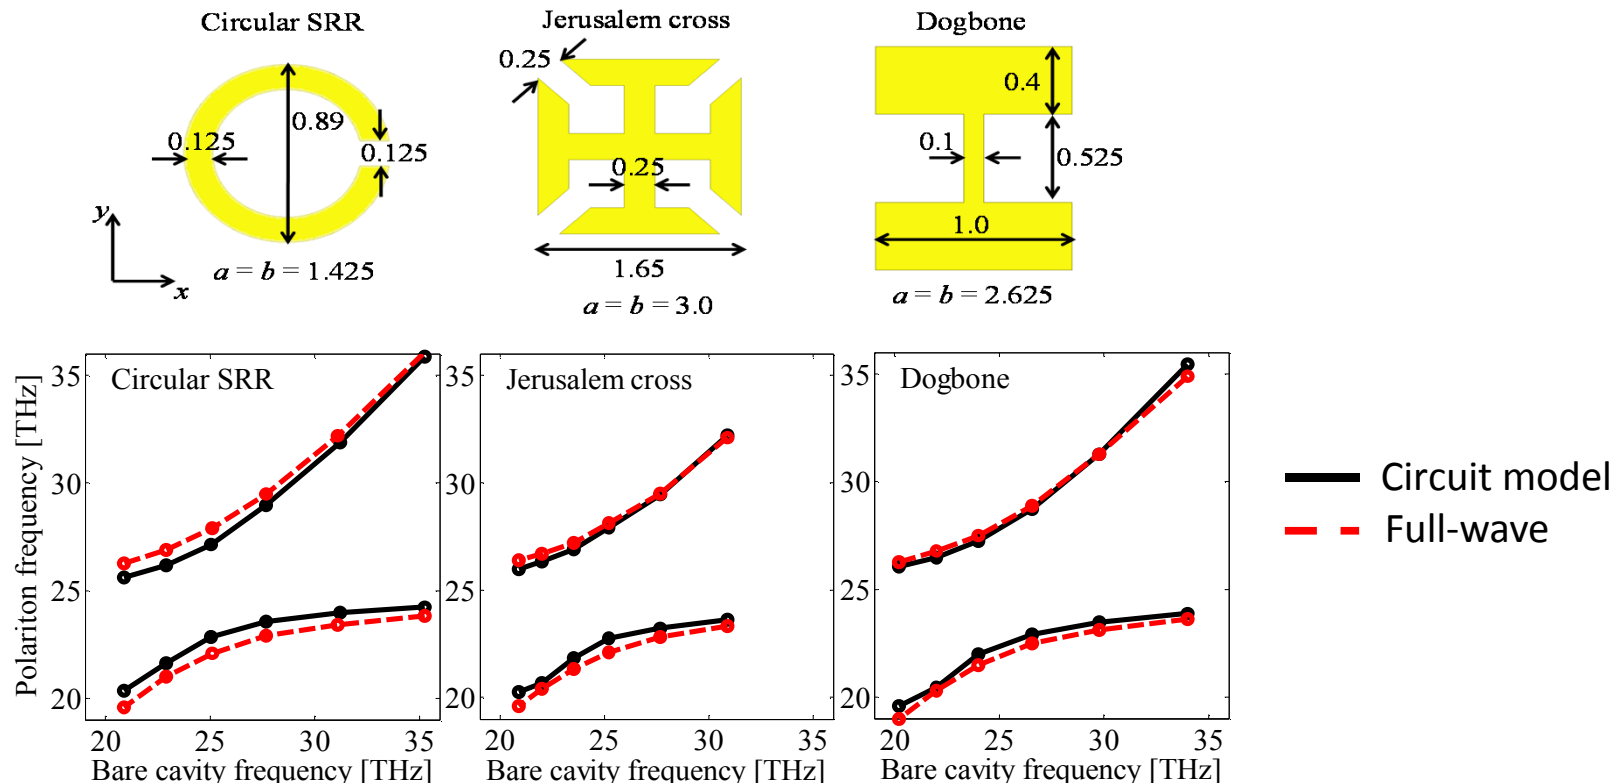 Circular SRR
0.89
0.125
0.125
y
x
a = b = 1.425
Jerusalem cross
0.25
0.25
1.65
a = b = 3.0
Dogbone
0.4
0.1
0.525
1.0
a = b = 2.625
Polariton frequency [THz]
35
30
25
20
Circular SRR
20 25 30 35
Bare cavity frequency [THz]
35
30
25
20
Jerusalem cross
20 25 30 35
Bare cavity frequency [THz]
35
30
25
20
Dogbone
20 25 30 35
Bare cavity frequency [THz]
Circuit model
Full-wave